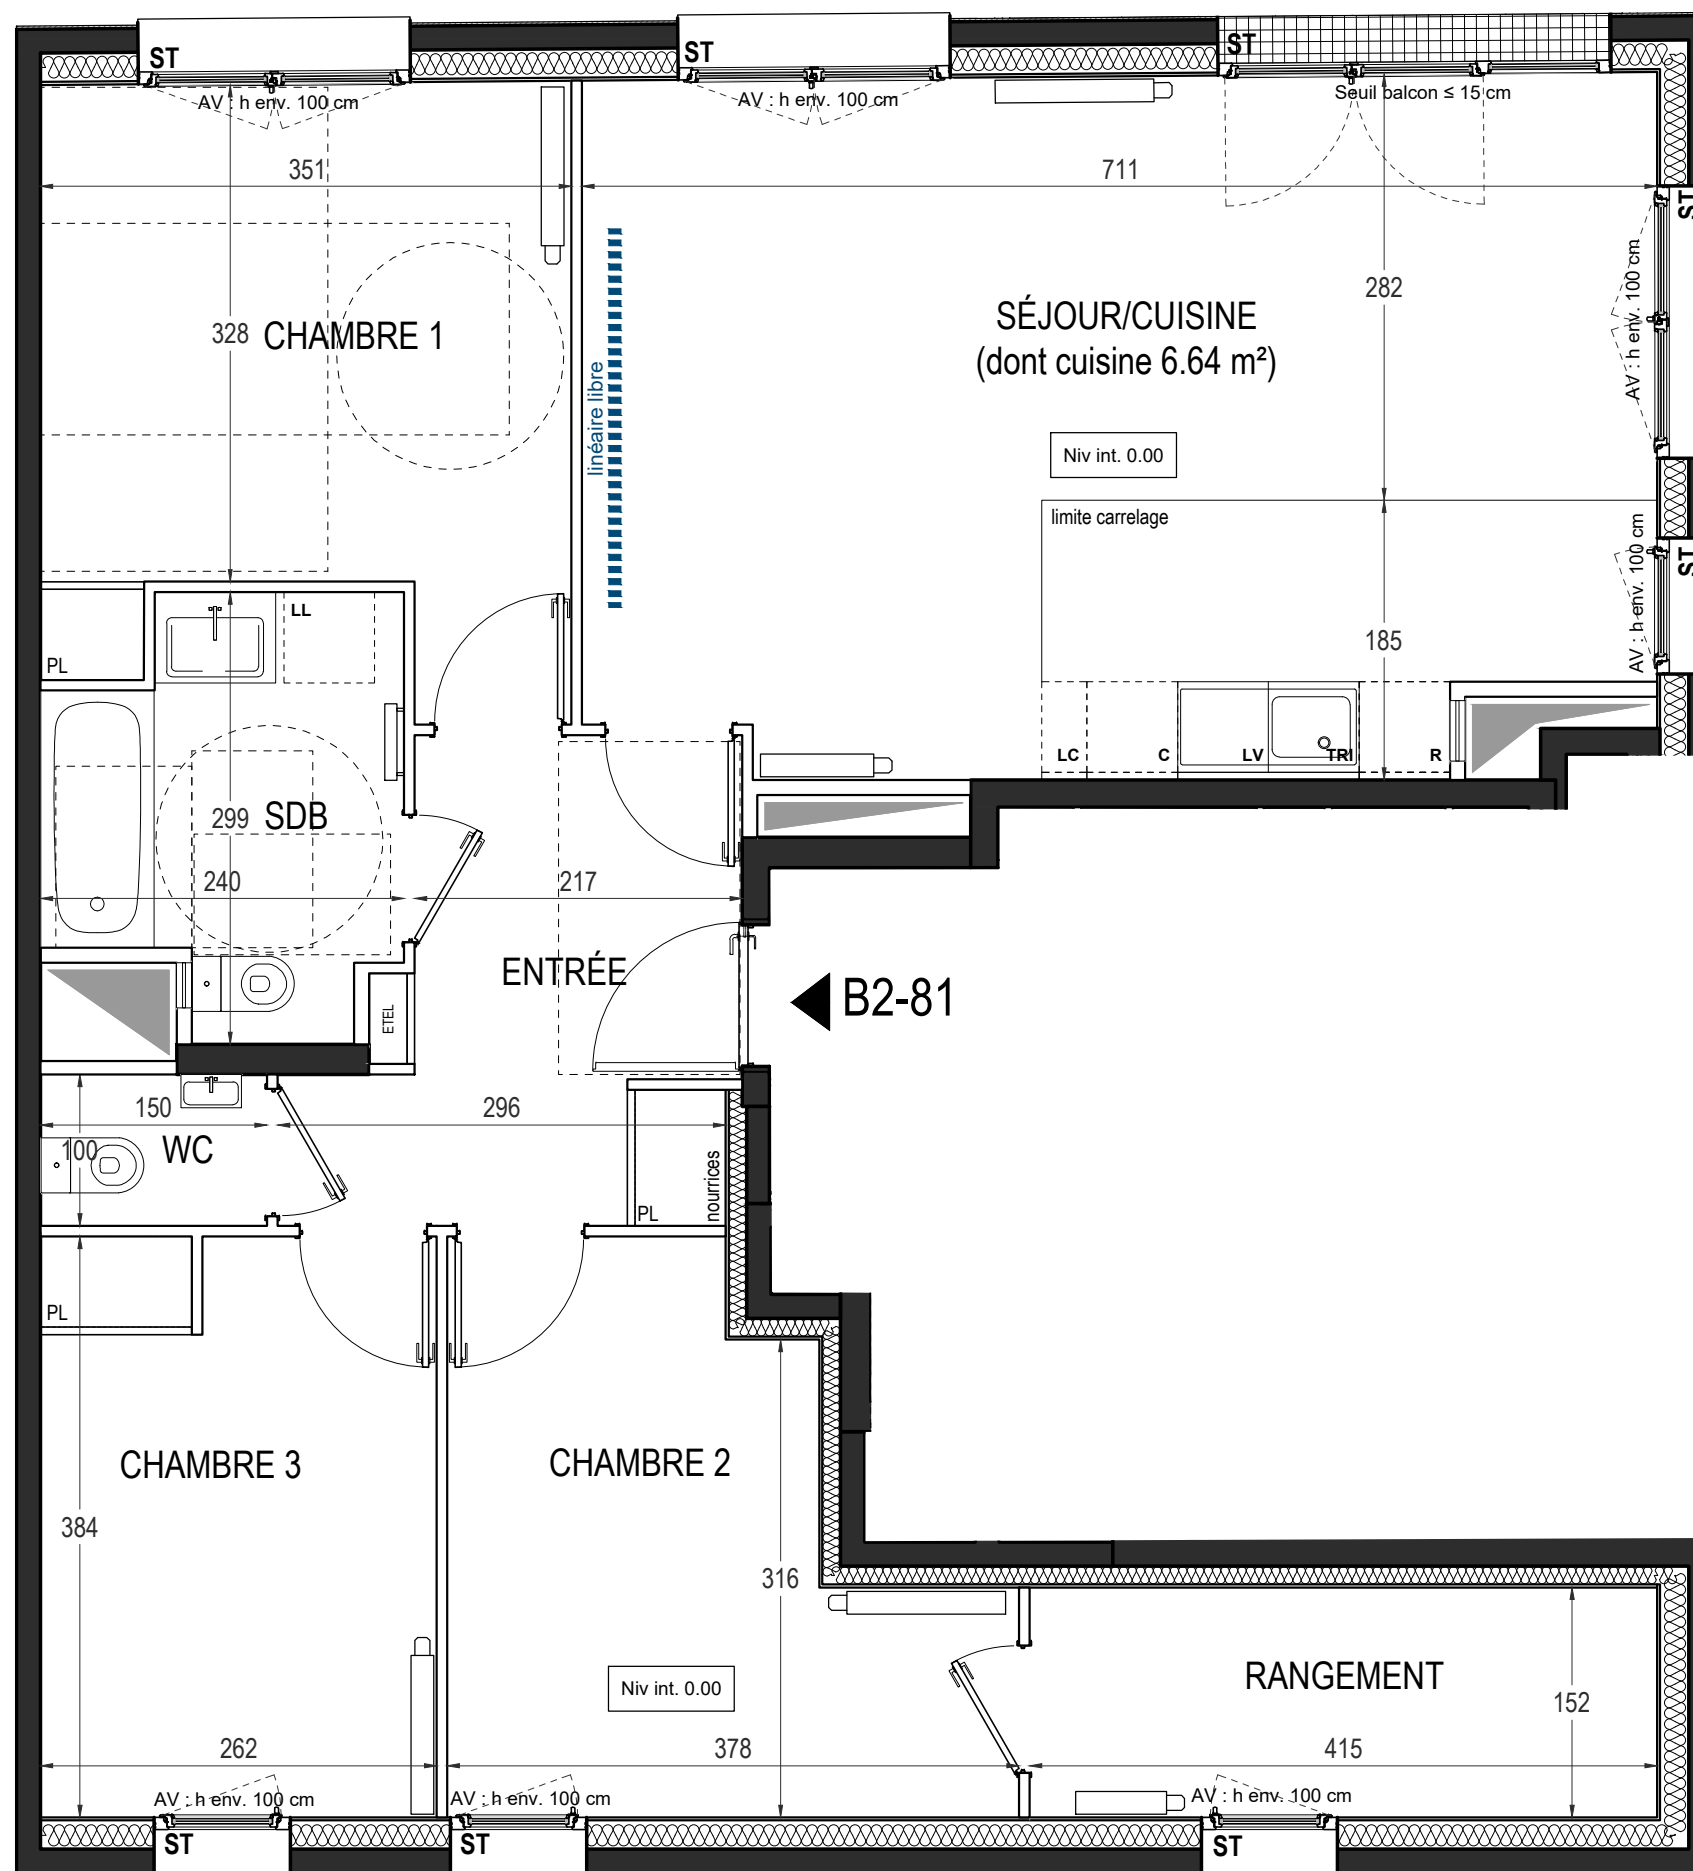 ST
ST
ST
AV : h env. 100 cm
AV : h env. 100 cm
Seuil balcon ≤ 15 cm
351
711
ST
AV : h env. 100 cm
282
328
CHAMBRE 1
SÉJOUR/CUISINE
(dont cuisine 6.64 m²)
linéaire libre
Niv int. 0.00
limite carrelage
ST
AV : h env. 100 cm
LL
PL
185
LC
C
LV
TRI
R
299
SDB
240
217
ENTRÉE
B2-81
ETEL
150
296
100
WC
nourrices
PL
PL
CHAMBRE 3
CHAMBRE 2
384
316
RANGEMENT
Niv int. 0.00
152
262
378
415
AV : h env. 100 cm
AV : h env. 100 cm
AV : h env. 100 cm
ST
ST
ST